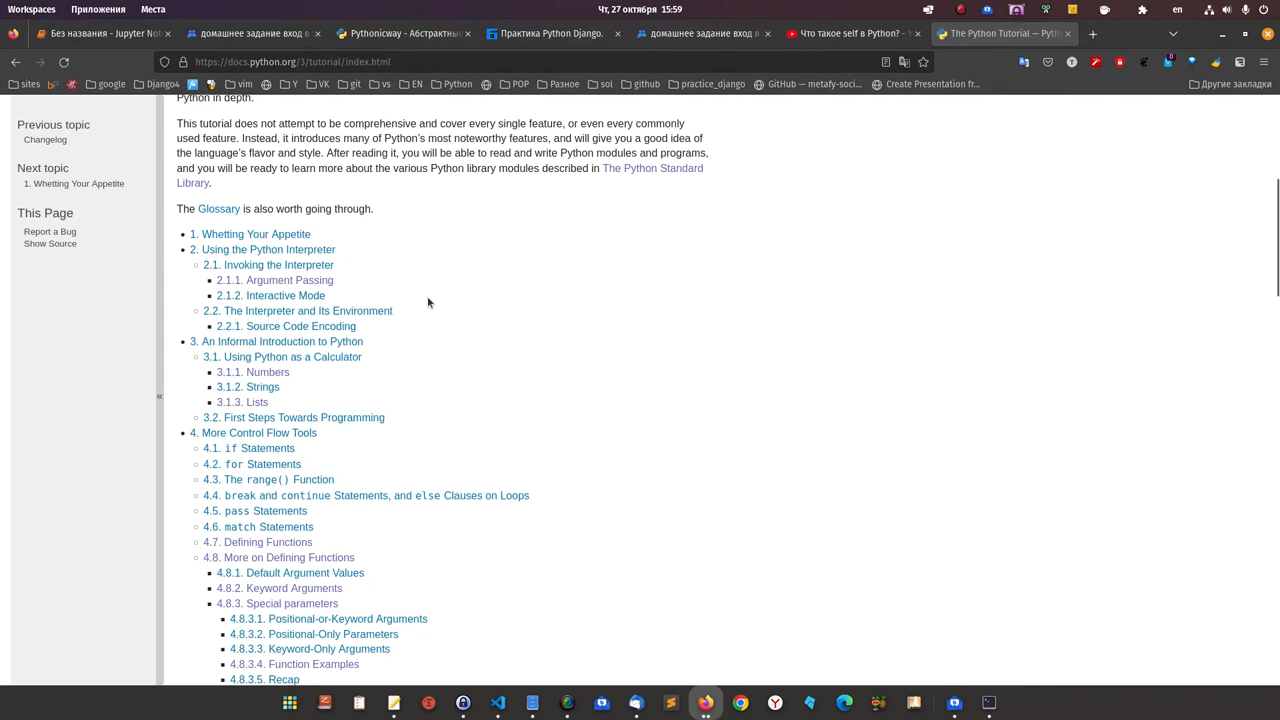 Workspaces Приложения Места Чт, 27 октября 15:59 en
Без названия - Jupyter Not домашнее задание вход в Pythonicway - Абстрактны Практика Python Django. домашнее задание вход в Что такое self в Python? - Y The Python Tutorial — Pyth
https://docs.python.org/3/tutorial/index.html
sites google Django4 vim Y VK git vs EN Python POP Разное sol github practice_django GitHub — metafy-soci… Create Presentation fr… Другие закладки
Previous topic
Changelog
Next topic
1. Whetting Your Appetite
This Page
Report a Bug
Show Source
«
Python in depth.
This tutorial does not attempt to be comprehensive and cover every single feature, or even every commonly
used feature. Instead, it introduces many of Python's most noteworthy features, and will give you a good idea of
the language's flavor and style. After reading it, you will be able to read and write Python modules and programs,
and you will be ready to learn more about the various Python library modules described in The Python Standard
Library.
The Glossary is also worth going through.
1. Whetting Your Appetite
2. Using the Python Interpreter
2.1. Invoking the Interpreter
2.1.1. Argument Passing
2.1.2. Interactive Mode
2.2. The Interpreter and Its Environment
2.2.1. Source Code Encoding
3. An Informal Introduction to Python
3.1. Using Python as a Calculator
3.1.1. Numbers
3.1.2. Strings
3.1.3. Lists
3.2. First Steps Towards Programming
4. More Control Flow Tools
4.1. if Statements
4.2. for Statements
4.3. The range() Function
4.4. break and continue Statements, and else Clauses on Loops
4.5. pass Statements
4.6. match Statements
4.7. Defining Functions
4.8. More on Defining Functions
4.8.1. Default Argument Values
4.8.2. Keyword Arguments
4.8.3. Special parameters
4.8.3.1. Positional-or-Keyword Arguments
4.8.3.2. Positional-Only Parameters
4.8.3.3. Keyword-Only Arguments
4.8.3.4. Function Examples
4.8.3.5. Recap